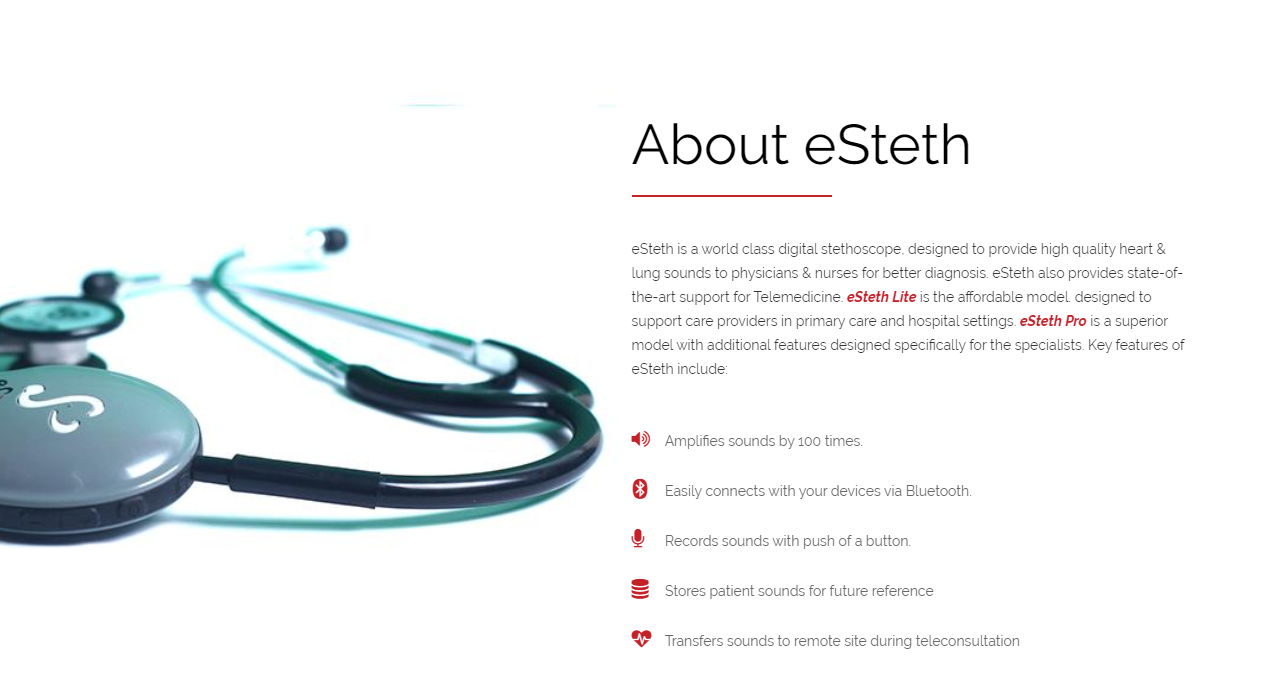 About eSteth
eSteth is a world class digital stethoscope, designed to provide high quality heart &
lung sounds to physicians & nurses for better diagnosis. eSteth also provides state-of-
the-art support for Telemedicine. eSteth Lite is the affordable model. designed to
support care providers in primary care and hospital settings. eSteth Pro is a superior
model with additional features designed specifically for the specialists. Key features of
eSteth include:
Amplifies sounds by 100 times.
Easily connects with your devices via Bluetooth.
Records sounds with push of a button.
Stores patient sounds for future reference
Transfers sounds to remote site during teleconsultation